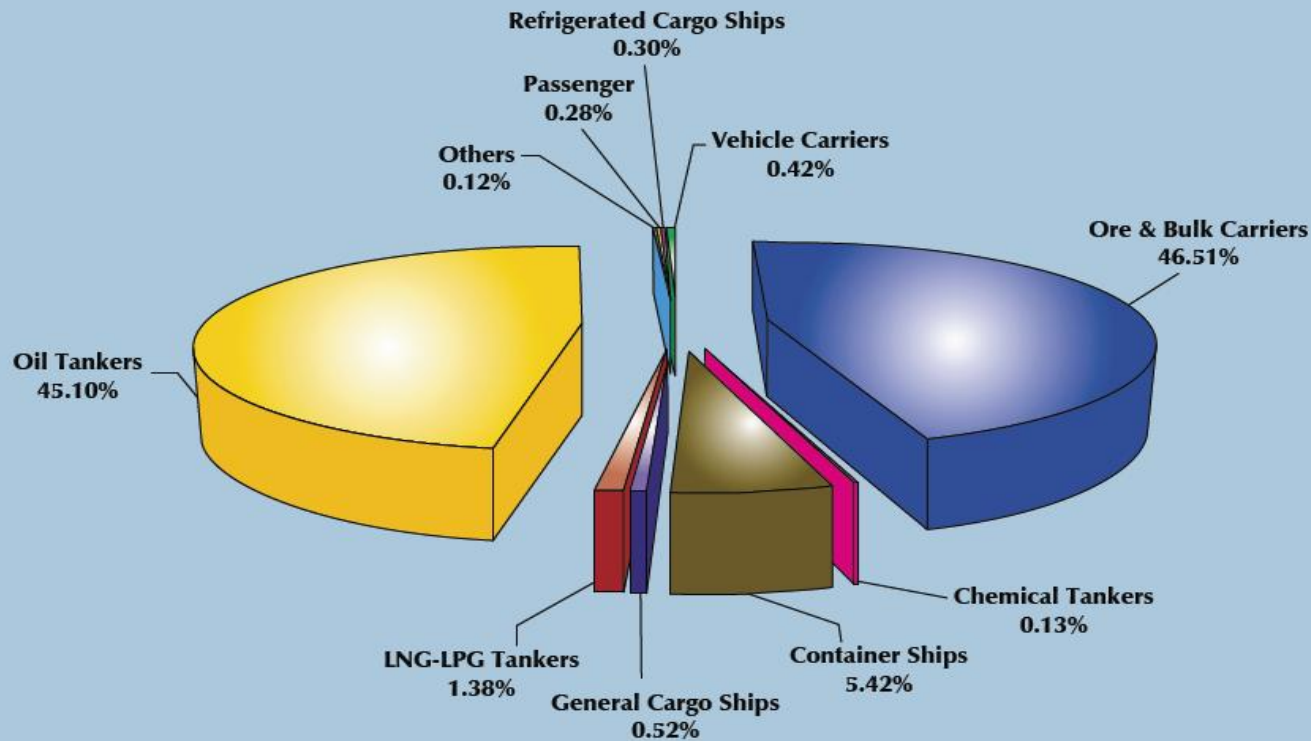 Refrigerated Cargo Ships
0.30%
Passenger
0.28%
Others
0.12%
Vehicle Carriers
0.42%
Ore & Bulk Carriers
46.51%
Oil Tankers
45.10%
Chemical Tankers
0.13%
Container Ships
5.42%
LNG-LPG Tankers
1.38%
General Cargo Ships
0.52%